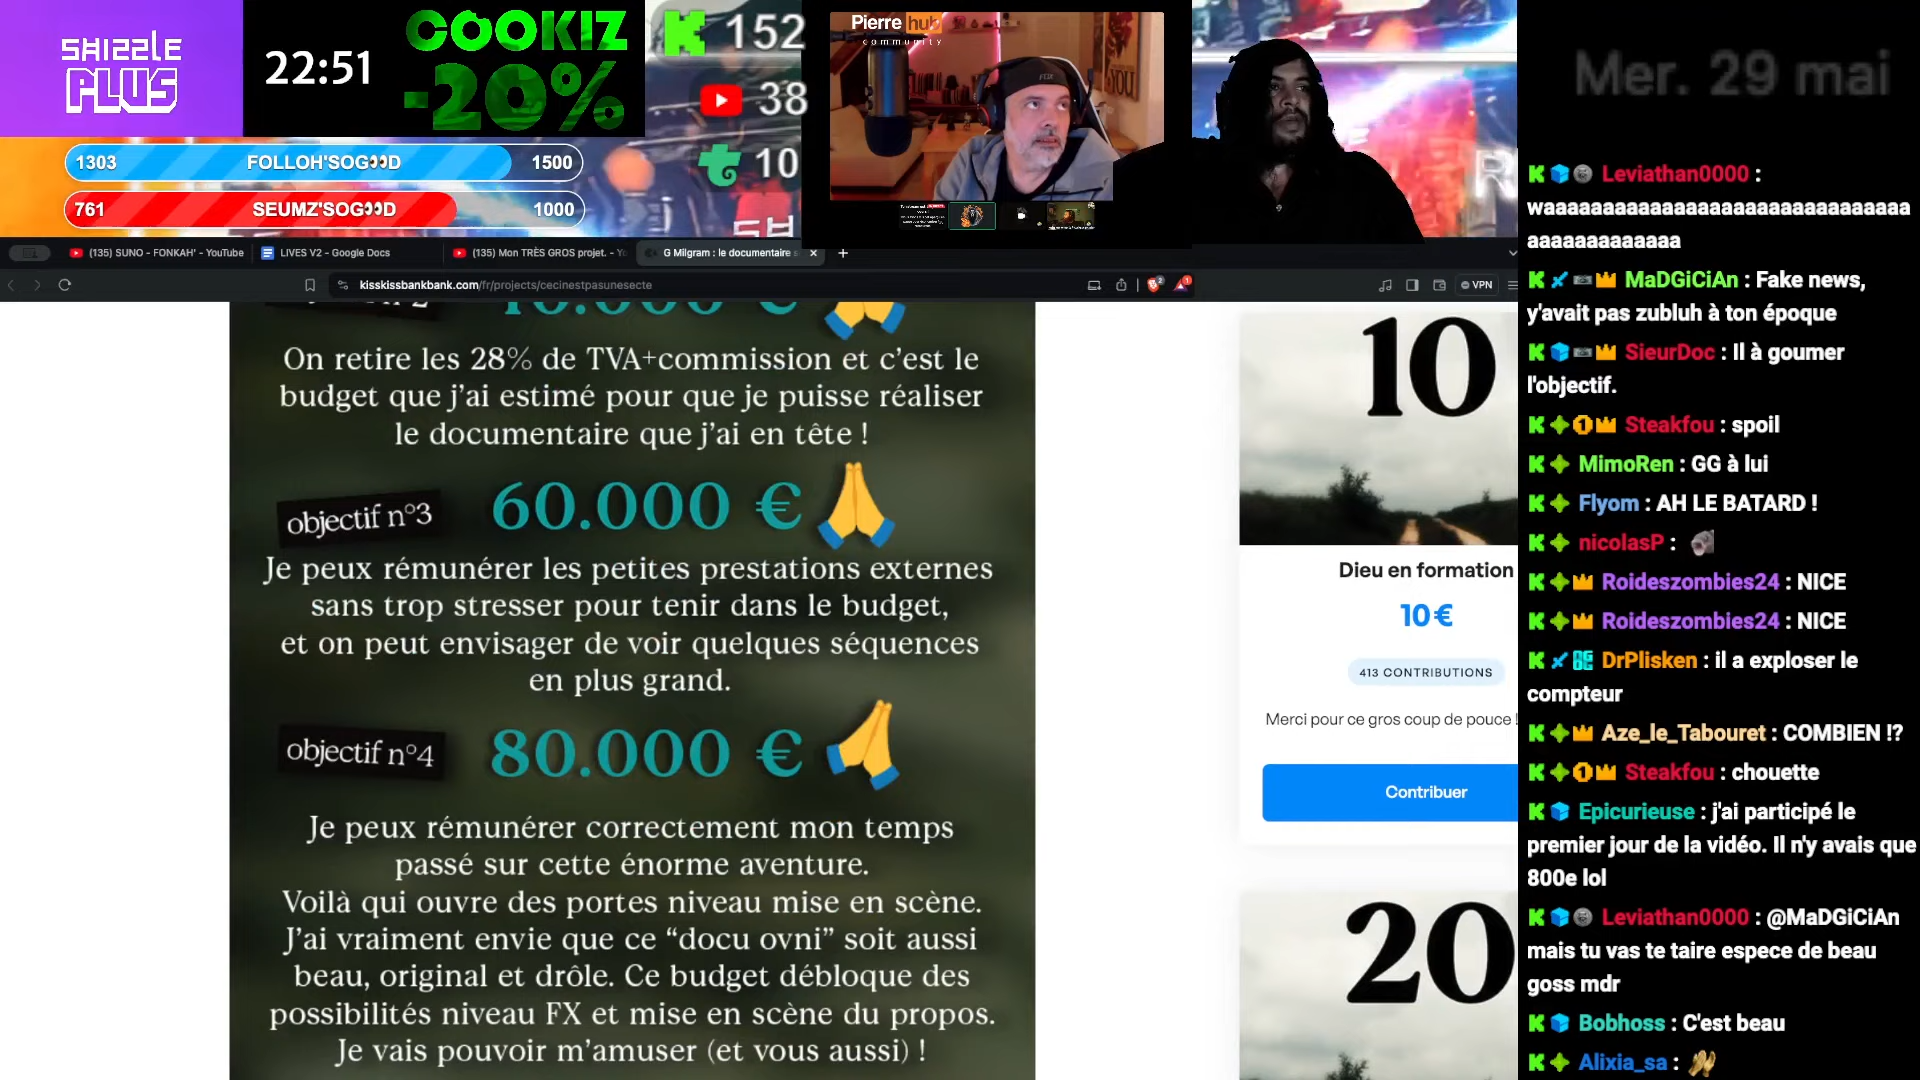 SHIZZLE
PLUS
22:51
COOKIZ
-20%
152
38
10
Pierre hub
community
Mer. 29 mai
1303 FOLLOH'SOG👀D 1500
761 SEUMZ'SOG👀D 1000
(135) SUNO - FONKAH' - YouTube
LIVES V2 - Google Docs
(135) Mon TRÈS GROS projet. - Yo
G Milgram : le documentaire s
kisskissbankbank.com/fr/projects/cecinestpasunesecte
VPN
On retire les 28% de TVA+commission et c’est le
budget que j’ai estimé pour que je puisse réaliser
le documentaire que j’ai en tête !
objectif n°3 60.000 € 🙏
Je peux rémunérer les petites prestations externes
sans trop stresser pour tenir dans le budget,
et on peut envisager de voir quelques séquences
en plus grand.
objectif n°4 80.000 € 🙏
Je peux rémunérer correctement mon temps
passé sur cette énorme aventure.
Voilà qui ouvre des portes niveau mise en scène.
J’ai vraiment envie que ce “docu ovni” soit aussi
beau, original et drôle. Ce budget débloque des
possibilités niveau FX et mise en scène du propos.
Je vais pouvoir m’amuser (et vous aussi) !
10
Dieu en formation
10 €
413 CONTRIBUTIONS
Merci pour ce gros coup de pouce !
Contribuer
20
Leviathan0000 :
waaaaaaaaaaaaaaaaaaaaaaaaaaaaaaa
aaaaaaaaaaaaa
MaDGiCiAn : Fake news,
y'avait pas zubluh à ton époque
SieurDoc : Il à goumer
l'objectif.
Steakfou : spoil
MimoRen : GG à lui
Flyom : AH LE BATARD !
nicolasP :
Roideszombies24 : NICE
Roideszombies24 : NICE
DrPlisken : il a exploser le
compteur
Aze_le_Tabouret : COMBIEN !?
Steakfou : chouette
Epicurieuse : j'ai participé le
premier jour de la vidéo. Il n'y avais que
800e lol
Leviathan0000 : @MaDGiCiAn
mais tu vas te taire espece de beau
goss mdr
Bobhoss : C'est beau
Alixia_sa :